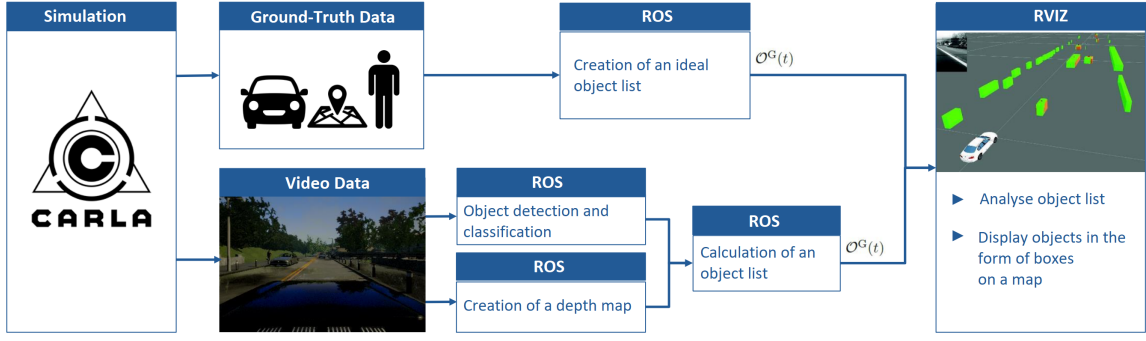 Simulation
CARLA
Ground-Truth Data
ROS
Creation of an ideal
object list
𝒪ᴳ(t)
Video Data
ROS
Object detection and
classification
ROS
Creation of a depth map
ROS
Calculation of an
object list
𝒪ᴳ(t)
RVIZ
► Analyse object list
► Display objects in the
form of boxes
on a map